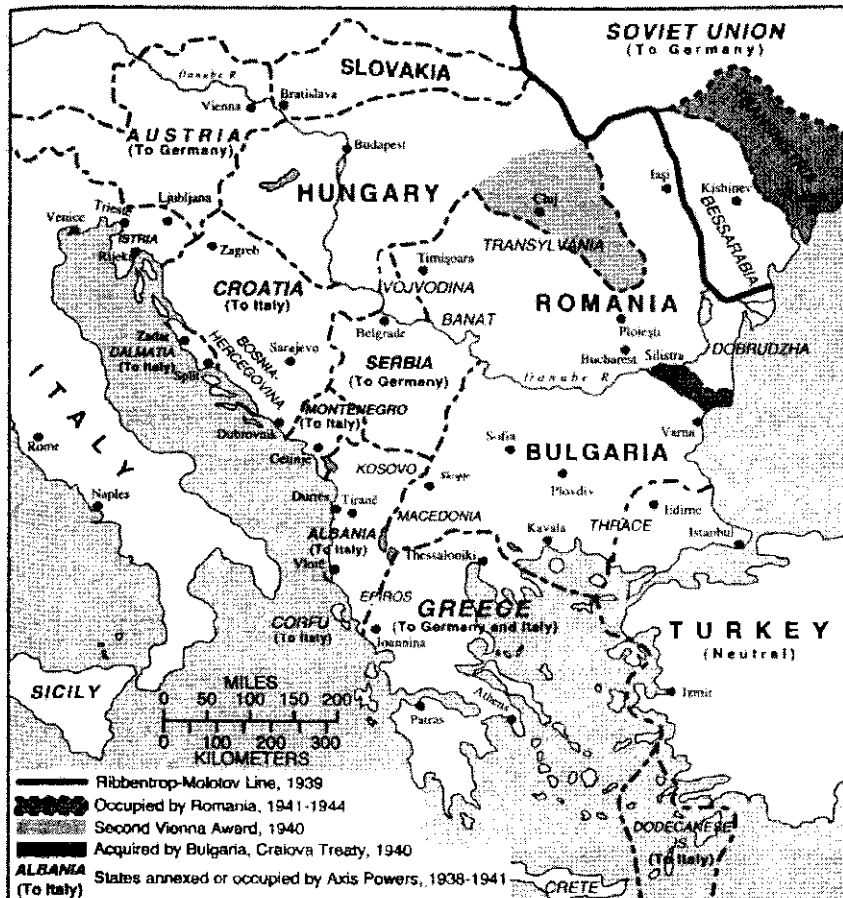 SOVIET UNION
(To Germany)
SLOVAKIA
Danube R.
Vienna
Bratislava
AUSTRIA
(To Germany)
Budapest
HUNGARY
Cluj
Iaşi
Kishinev
BESSARABIA
TRANSYLVANIA
Venice
Trieste
Ljubljana
ISTRIA
Rijeka
Zagreb
Timişoara
VOJVODINA
CROATIA
(To Italy)
BANAT
ROMANIA
Belgrade
Ploieşti
Bucharest
Silistra
DOBRUDZHA
Zadar
DALMATIA
(To Italy)
Split
BOSNIA-
HERCEGOVINA
Sarajevo
SERBIA
(To Germany)
Danube R.
ITALY
MONTENEGRO
(To Italy)
Dubrovnik
Cetinje
Sofia
BULGARIA
Varna
Rome
KOSOVO
Skopje
Plovdiv
Naples
Durrës
Tiranë
MACEDONIA
THRACE
Edirne
Istanbul
ALBANIA
(To Italy)
Kavala
Vlorë
Thessaloniki
EPIROS
GREECE
(To Germany and Italy)
CORFU
(To Italy)
Ioannina
TURKEY
(Neutral)
SICILY
MILES
0 50 100 150 200
0 100 200 300
KILOMETERS
Patras
Athens
Izmir
Ribbentrop-Molotov Line, 1939
Occupied by Romania, 1941-1944
Second Vienna Award, 1940
Acquired by Bulgaria, Craiova Treaty, 1940
ALBANIA
(To Italy)
States annexed or occupied by Axis Powers, 1938-1941
DODECANESE
IS.
(To Italy)
CRETE